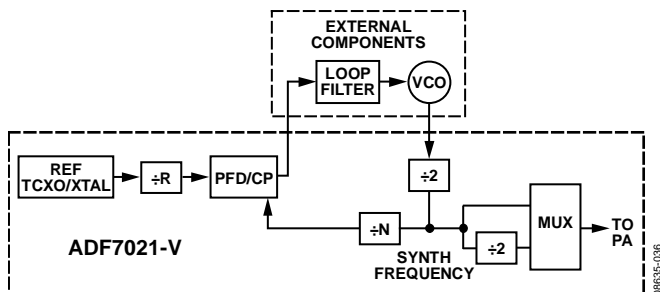 EXTERNAL
COMPONENTS
LOOP
FILTER
VCO
REF
TCXO/XTAL
÷R
PFD/CP
÷2
÷N
SYNTH
FREQUENCY
÷2
MUX
TO
PA
ADF7021-V
08635-036